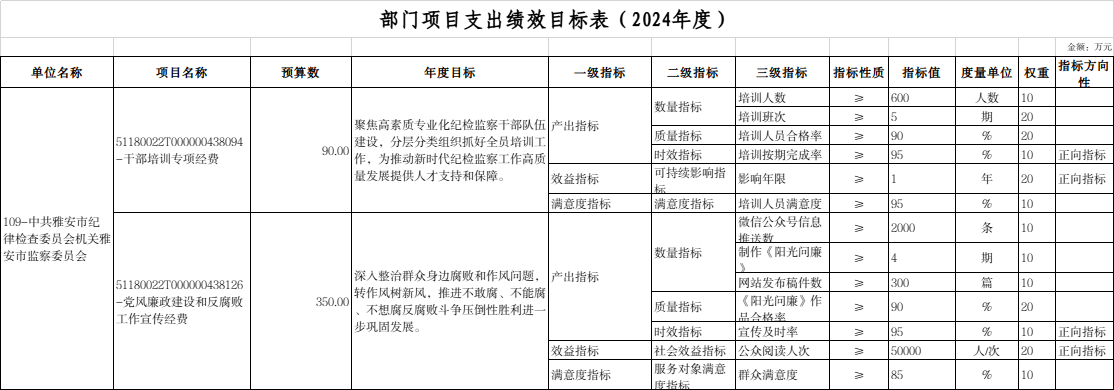 部门项目支出绩效目标表（2024年度）
金额：万元
单位名称 项目名称 预算数 年度目标 一级指标 二级指标 三级指标 指标性质 指标值 度量单位 权重 指标方向性
109-中共雅安市纪律检查委员会机关雅安市监察委员会
51180022T000000438094-干部培训专项经费
90.00
聚焦高素质专业化纪检监察干部队伍建设，分层分类组织抓好全员培训工作，为推动新时代纪检监察工作高质量发展提供人才支持和保障。
产出指标 数量指标 培训人数 ≥ 600 人数 10
培训班次 ≥ 5 期 20
质量指标 培训人员合格率 ≥ 90 % 20
时效指标 培训按期完成率 ≥ 95 % 10 正向指标
效益指标 可持续影响指标 影响年限 ≥ 1 年 20 正向指标
满意度指标 满意度指标 培训人员满意度 ≥ 95 % 10
51180022T000000438126-党风廉政建设和反腐败工作宣传经费
350.00
深入整治群众身边腐败和作风问题，转作风树新风，推进不敢腐、不能腐、不想腐反腐败斗争压倒性胜利进一步巩固发展。
产出指标 数量指标 微信公众号信息推送数 ≥ 2000 条 10
制作《阳光问廉》 ≥ 4 期 10
网站发布稿件数 ≥ 300 篇 10
质量指标 《阳光问廉》作品合格率 ≥ 90 % 20
时效指标 宣传及时率 ≥ 95 % 10 正向指标
效益指标 社会效益指标 公众阅读人次 ≥ 50000 人/次 20 正向指标
满意度指标 服务对象满意度指标 群众满意度 ≥ 85 % 10